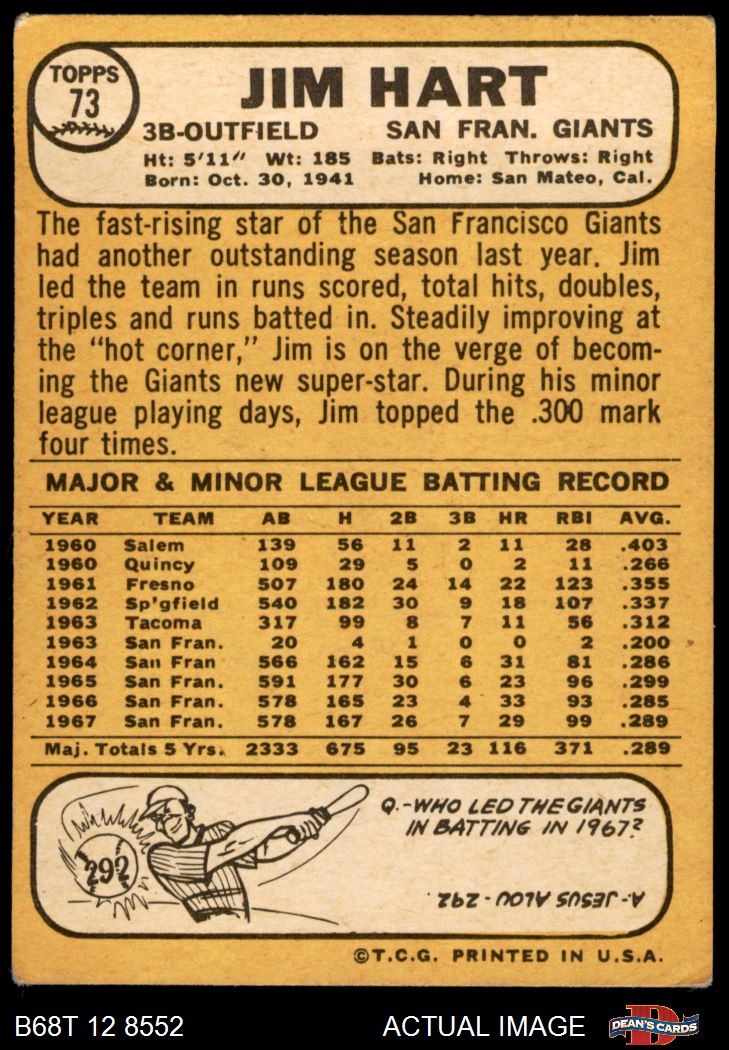 TOPPS
73
JIM HART
3B-OUTFIELD SAN FRAN. GIANTS
Ht: 5'11" Wt: 185 Bats: Right Throws: Right
Born: Oct. 30, 1941 Home: San Mateo, Cal.
The fast-rising star of the San Francisco Giants
had another outstanding season last year. Jim
led the team in runs scored, total hits, doubles,
triples and runs batted in. Steadily improving at
the "hot corner," Jim is on the verge of becom-
ing the Giants new super-star. During his minor
league playing days, Jim topped the .300 mark
four times.
MAJOR & MINOR LEAGUE BATTING RECORD
YEAR TEAM AB H 2B 3B HR RBI AVG.
1960 Salem 139 56 11 2 11 28 .403
1960 Quincy 109 29 5 0 2 11 .266
1961 Fresno 507 180 24 14 22 123 .355
1962 Sp'gfield 540 182 30 9 18 107 .337
1963 Tacoma 317 99 8 7 11 56 .312
1963 San Fran. 20 4 1 0 0 2 .200
1964 San Fran 566 162 15 6 31 81 .286
1965 San Fran. 591 177 30 6 23 96 .299
1966 San Fran. 578 165 23 4 33 93 .285
1967 San Fran. 578 167 26 7 29 99 .289
Maj. Totals 5 Yrs. 2333 675 95 23 116 371 .289
292
Q.-WHO LED THE GIANTS
IN BATTING IN 1967?
A-JESUS ALOU - 292
©T.C.G. PRINTED IN U.S.A.
B68T 12 8552 ACTUAL IMAGE DEAN'S CARDS